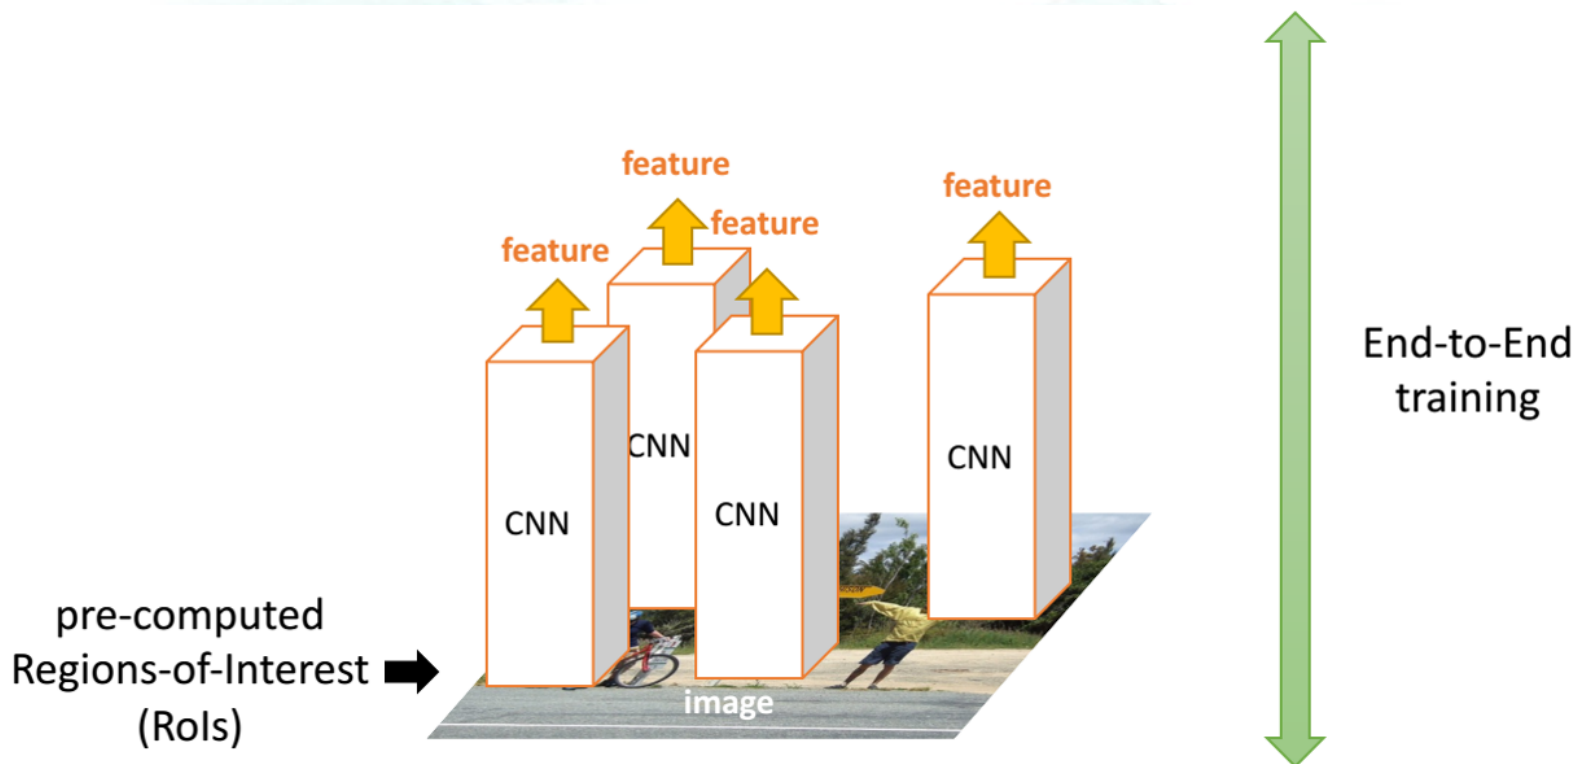 feature
feature
feature
feature
End-to-End
training
CNN
CNN
CNN
CNN
pre-computed
Regions-of-Interest
(RoIs)
image